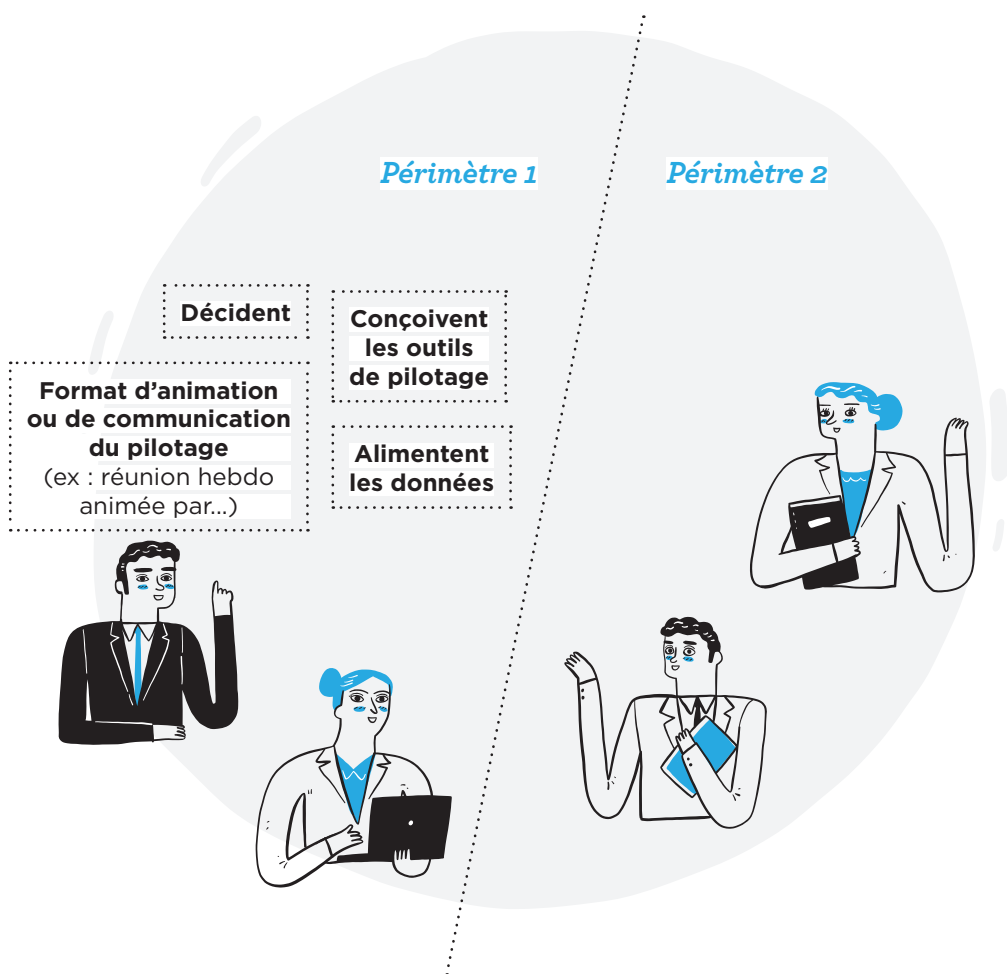 Périmètre 1
Périmètre 2
Décident
Conçoivent
les outils
de pilotage
Format d’animation
ou de communication
du pilotage
(ex : réunion hebdo
animée par...)
Alimentent
les données